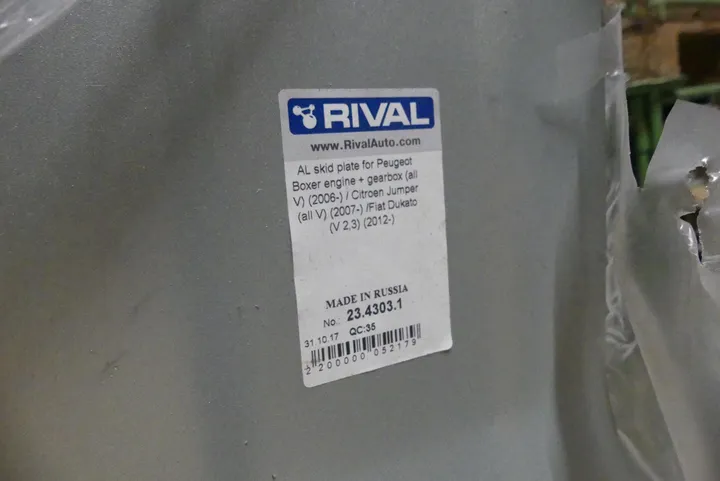 RIVAL
www.RivalAuto.com
AL skid plate for Peugeot
Boxer engine + gearbox (all
V) (2006-) / Citroen Jumper
(all V) (2007-) /Fiat Dukato
(V 2,3) (2012-)
MADE IN RUSSIA
No. 23.4303.1
31.10.17 QC:35
2 200000 052179